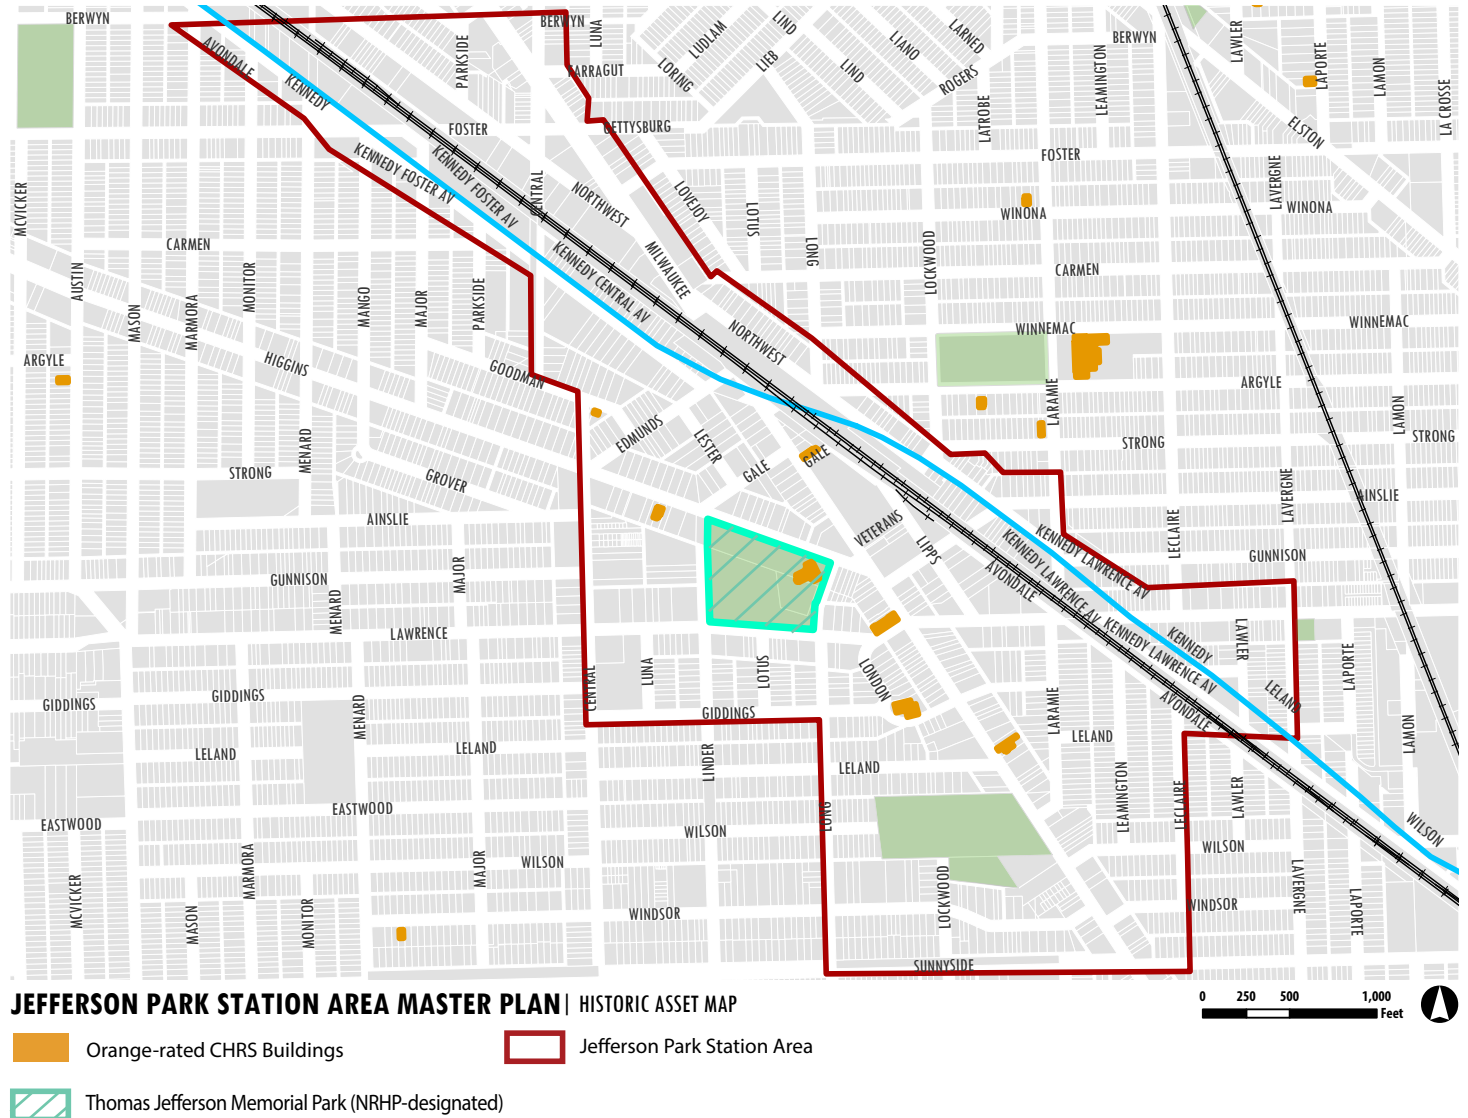 BERWYN
BERWYN
LUNA
LUDLAM
LIND
LIANO
LARNED
BERWYN
LAWLER
LAPORTE
LAMON
LA CROSSE
AVONDALE
KENNEDY
PARKSIDE
FARRAGUT
LORING
LIEB
LIND
ROGERS
LATROBE
LEAMINGTON
ELSTON
FOSTER
GETTYSBURG
FOSTER
KENNEDY FOSTER AV
KENNEDY FOSTER AV
CENTRAL
NORTHWEST
LOVEJOY
LOTUS
LONG
LOCKWOOD
WINONA
LAVERGNE
WINONA
MCVICKER
CARMEN
AUSTIN
MASON
MARMORA
MONITOR
MANGO
MAJOR
PARKSIDE
KENNEDY CENTRAL AV
MILWAUKEE
NORTHWEST
CARMEN
WINNEMAC
WINNEMAC
ARGYLE
HIGGINS
GOODMAN
LARAMIE
ARGYLE
LAMON
EDMUNDS
LESTER
GALE
GALE
STRONG
STRONG
STRONG
MENARD
GROVER
AINSLIE
AINSLIE
LAVERGNE
LECLAIRE
VETERANS
LIPPS
KENNEDY LAWRENCE AV
KENNEDY LAWRENCE AV
AVONDALE
GUNNISON
GUNNISON
MAJOR
MENARD
LAWRENCE
KENNEDY LAWRENCE AV
KENNEDY
LAWLER
LAPORTE
LELAND
AVONDALE
GIDDINGS
GIDDINGS
MENARD
CENTRAL
LUNA
LOTUS
LONDON
GIDDINGS
LARAMIE
LELAND
LELAND
LELAND
LINDER
LELAND
LAMON
EASTWOOD
EASTWOOD
WILSON
LONG
LEAMINGTON
LECLAIRE
LAWLER
WILSON
WILSON
WILSON
MCVICKER
MASON
MARMORA
MONITOR
MAJOR
WINDSOR
LOCKWOOD
WINDSOR
LAVERGNE
LAPORTE
SUNNYSIDE
JEFFERSON PARK STATION AREA MASTER PLAN | HISTORIC ASSET MAP
0 250 500 1,000
Feet
Orange-rated CHRS Buildings
Jefferson Park Station Area
Thomas Jefferson Memorial Park (NRHP-designated)